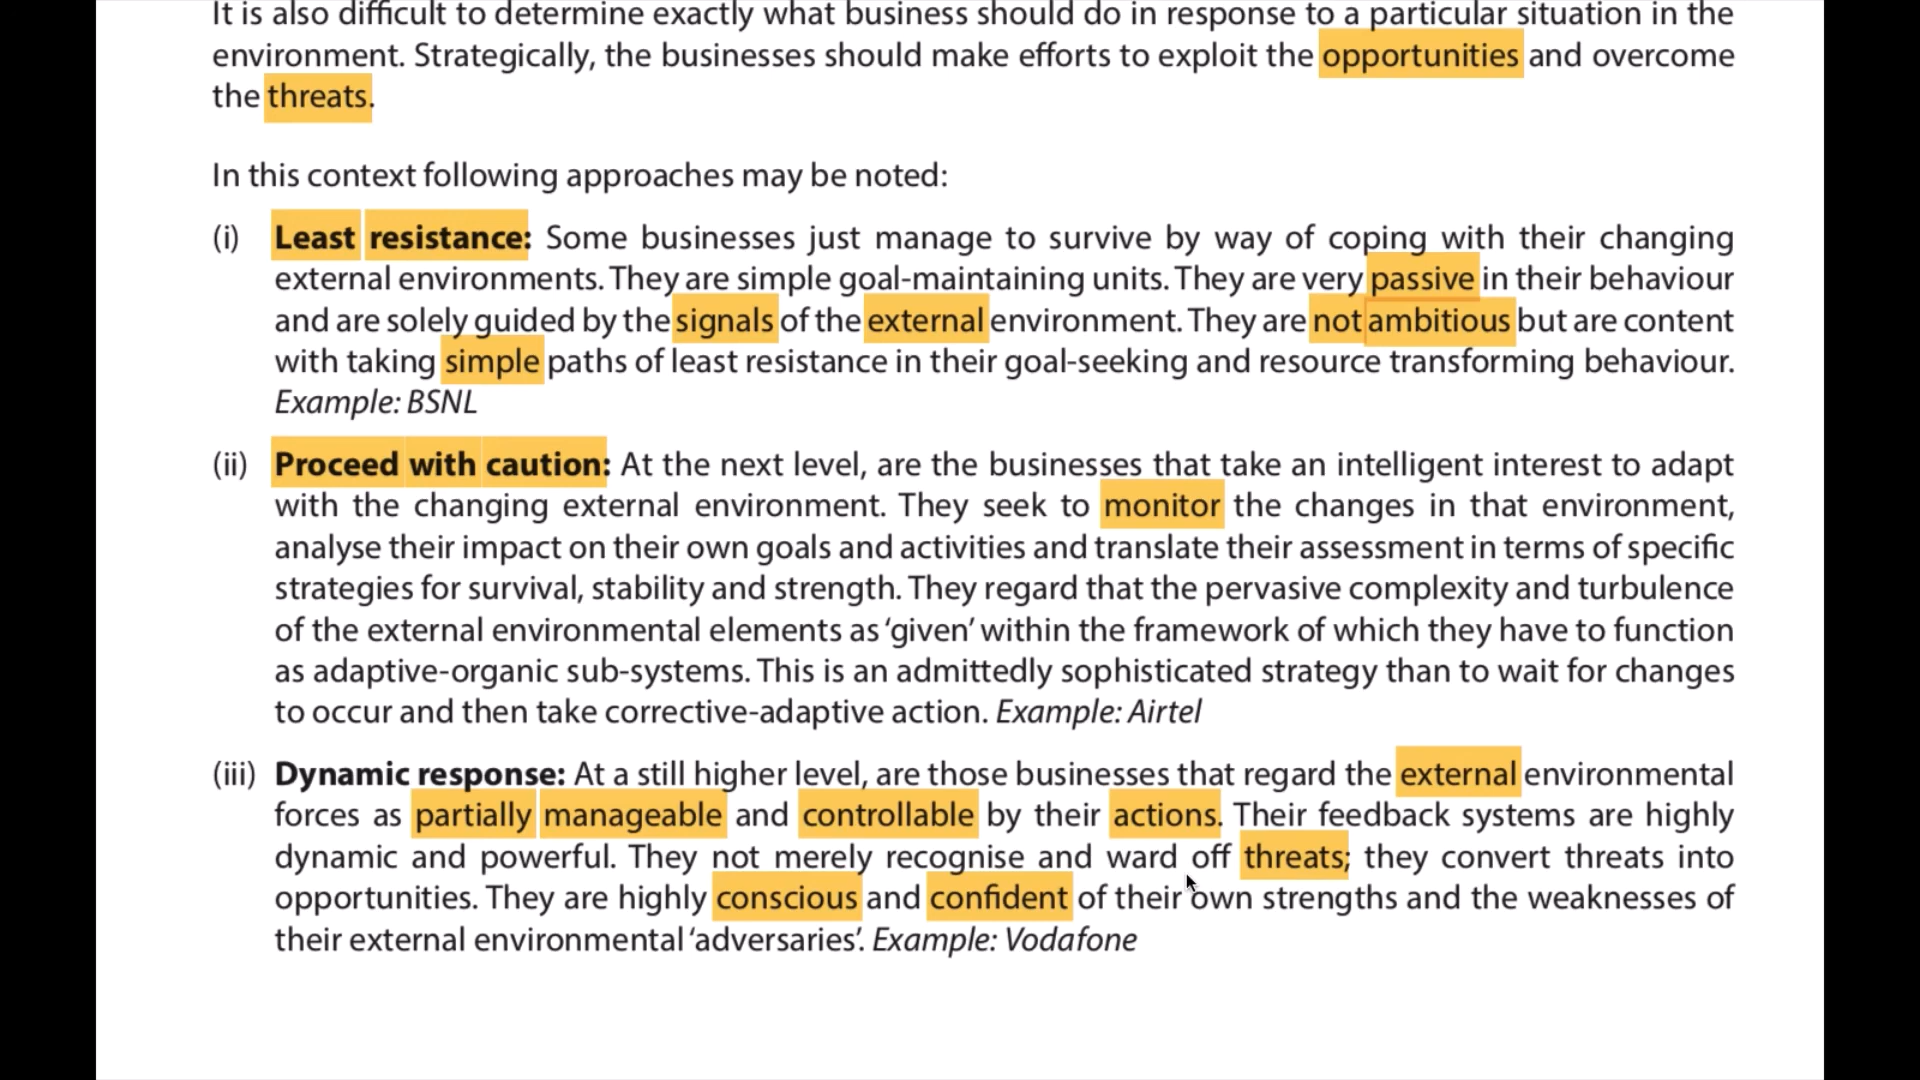 It is also difficult to determine exactly what business should do in response to a particular situation in the
environment. Strategically, the businesses should make efforts to exploit the opportunities and overcome
the threats.
In this context following approaches may be noted:
(i) Least resistance: Some businesses just manage to survive by way of coping with their changing
external environments. They are simple goal-maintaining units. They are very passive in their behaviour
and are solely guided by the signals of the external environment. They are not ambitious but are content
with taking simple paths of least resistance in their goal-seeking and resource transforming behaviour.
Example: BSNL
(ii) Proceed with caution: At the next level, are the businesses that take an intelligent interest to adapt
with the changing external environment. They seek to monitor the changes in that environment,
analyse their impact on their own goals and activities and translate their assessment in terms of specific
strategies for survival, stability and strength. They regard that the pervasive complexity and turbulence
of the external environmental elements as ‘given’ within the framework of which they have to function
as adaptive-organic sub-systems. This is an admittedly sophisticated strategy than to wait for changes
to occur and then take corrective-adaptive action. Example: Airtel
(iii) Dynamic response: At a still higher level, are those businesses that regard the external environmental
forces as partially manageable and controllable by their actions. Their feedback systems are highly
dynamic and powerful. They not merely recognise and ward off threats; they convert threats into
opportunities. They are highly conscious and confident of their own strengths and the weaknesses of
their external environmental ‘adversaries’. Example: Vodafone